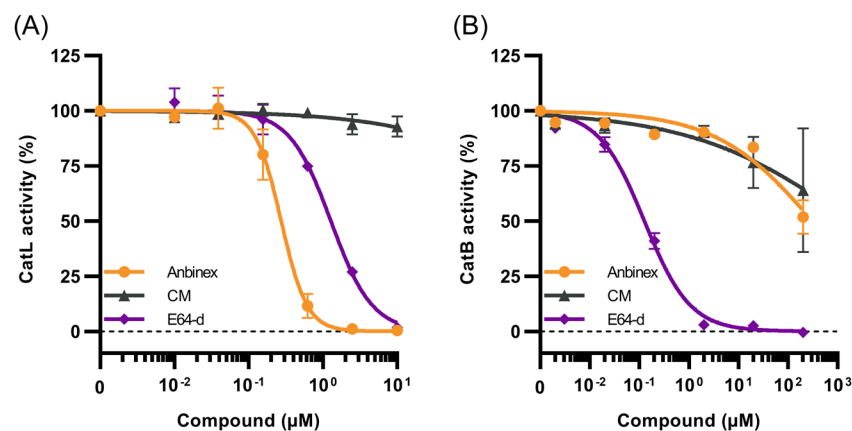 (A)
CatL activity (%)
125
100
75
50
25
0
Anbinex
CM
E64-d
0
10-2
10-1
100
101
Compound (μM)
(B)
CatB activity (%)
125
100
75
50
25
0
Anbinex
CM
E64-d
0
10-2
10-1
100
101
102
103
Compound (μM)